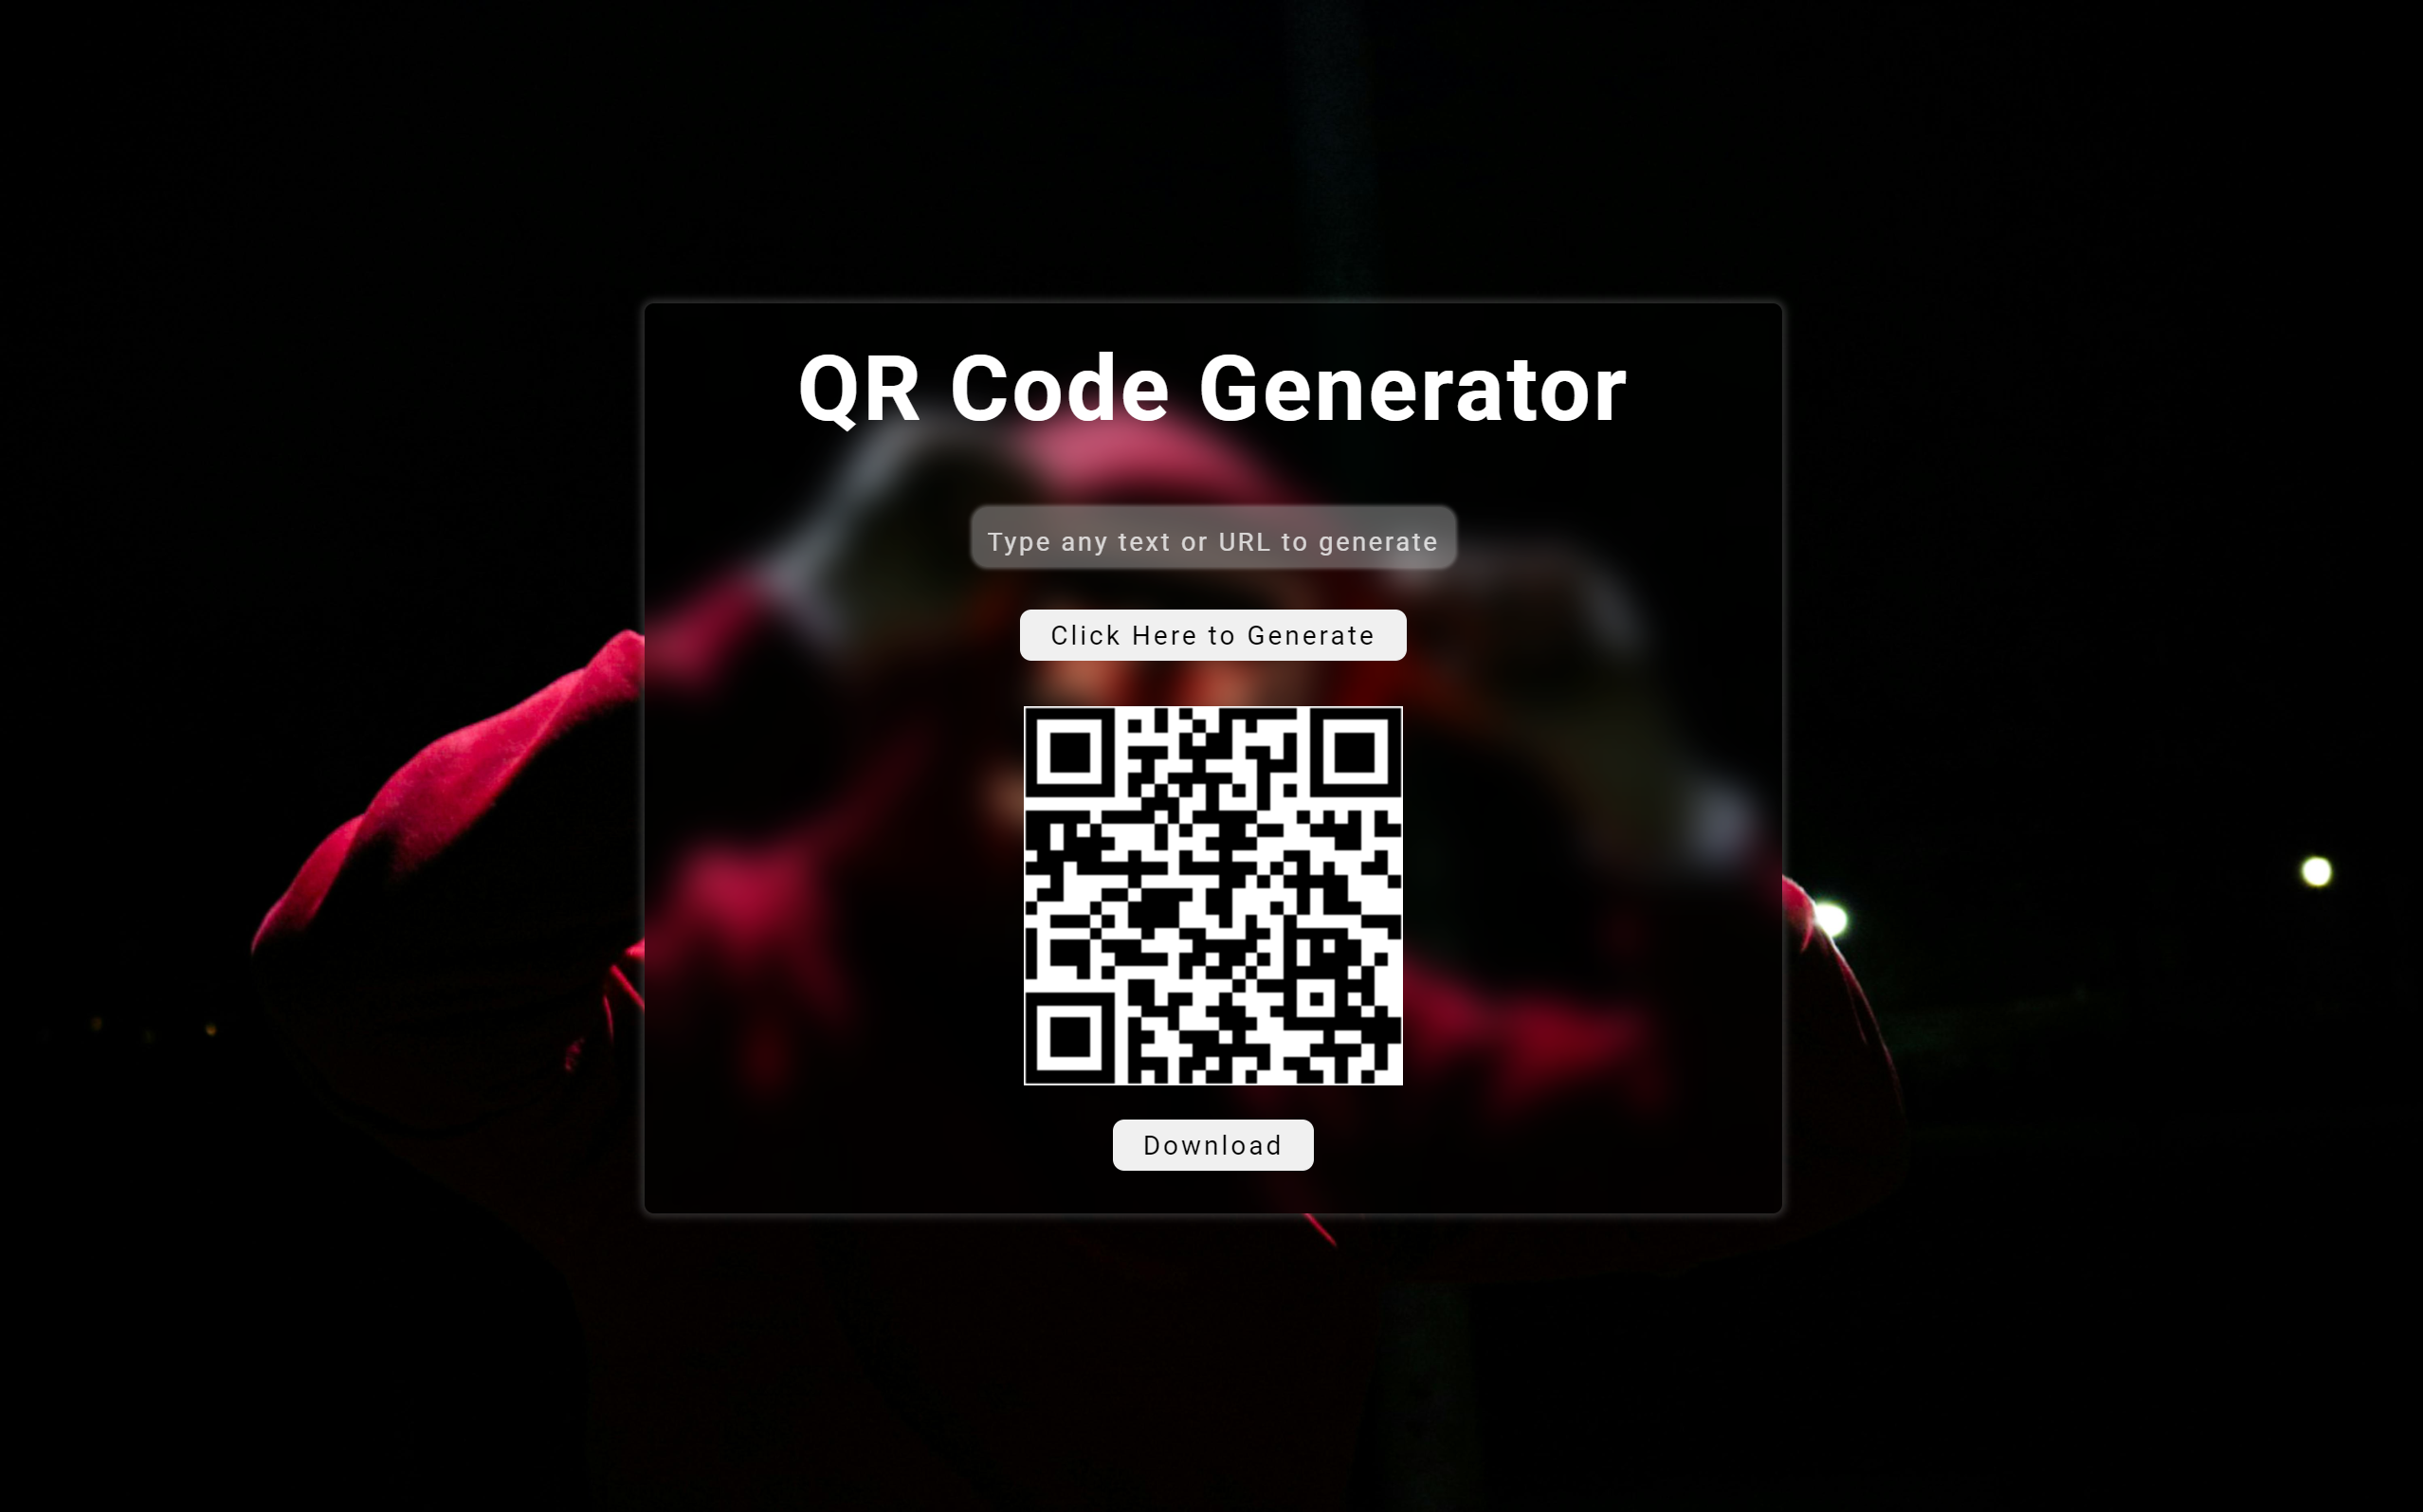 QR Code Generator
Type any text or URL to generate
Click Here to Generate
Download